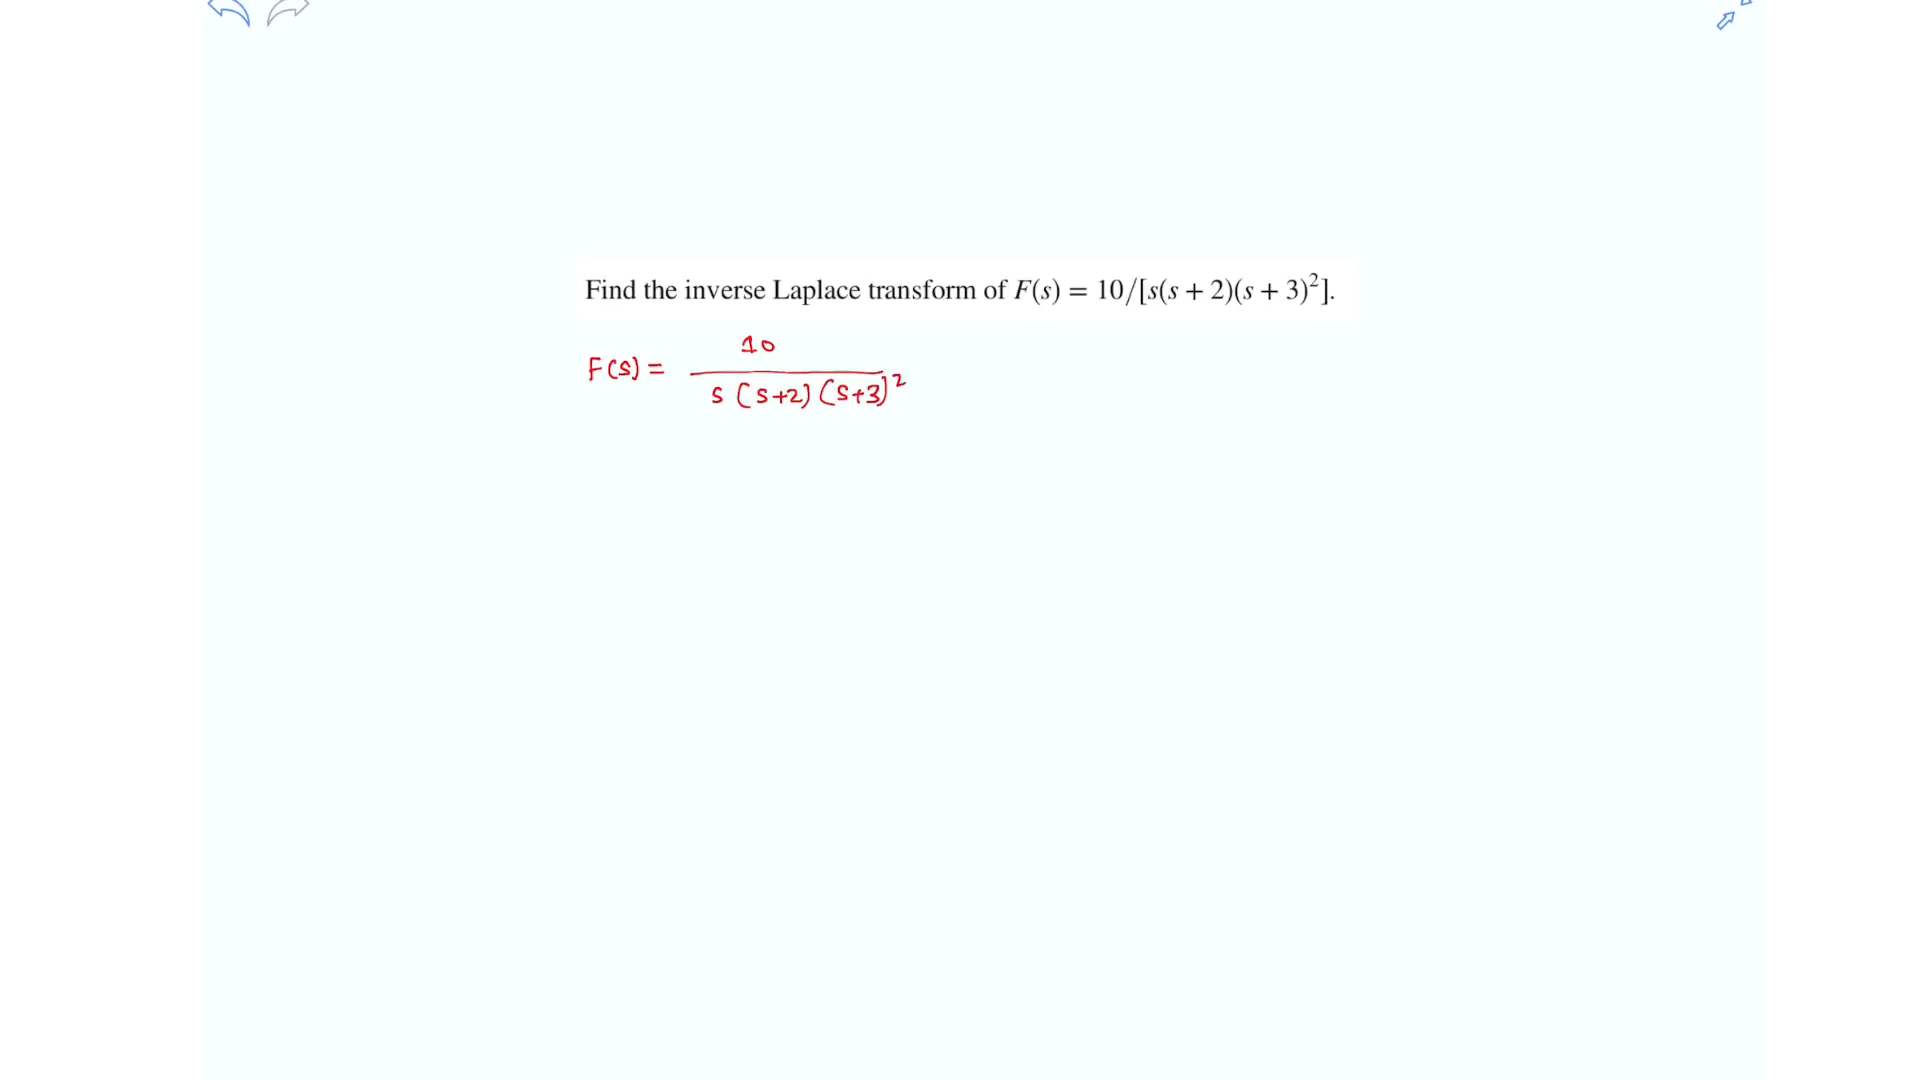 Find the inverse Laplace transform of F(s) = 10/[s(s + 2)(s + 3)²].
10
F(s) =
s (s+2) (s+3)²